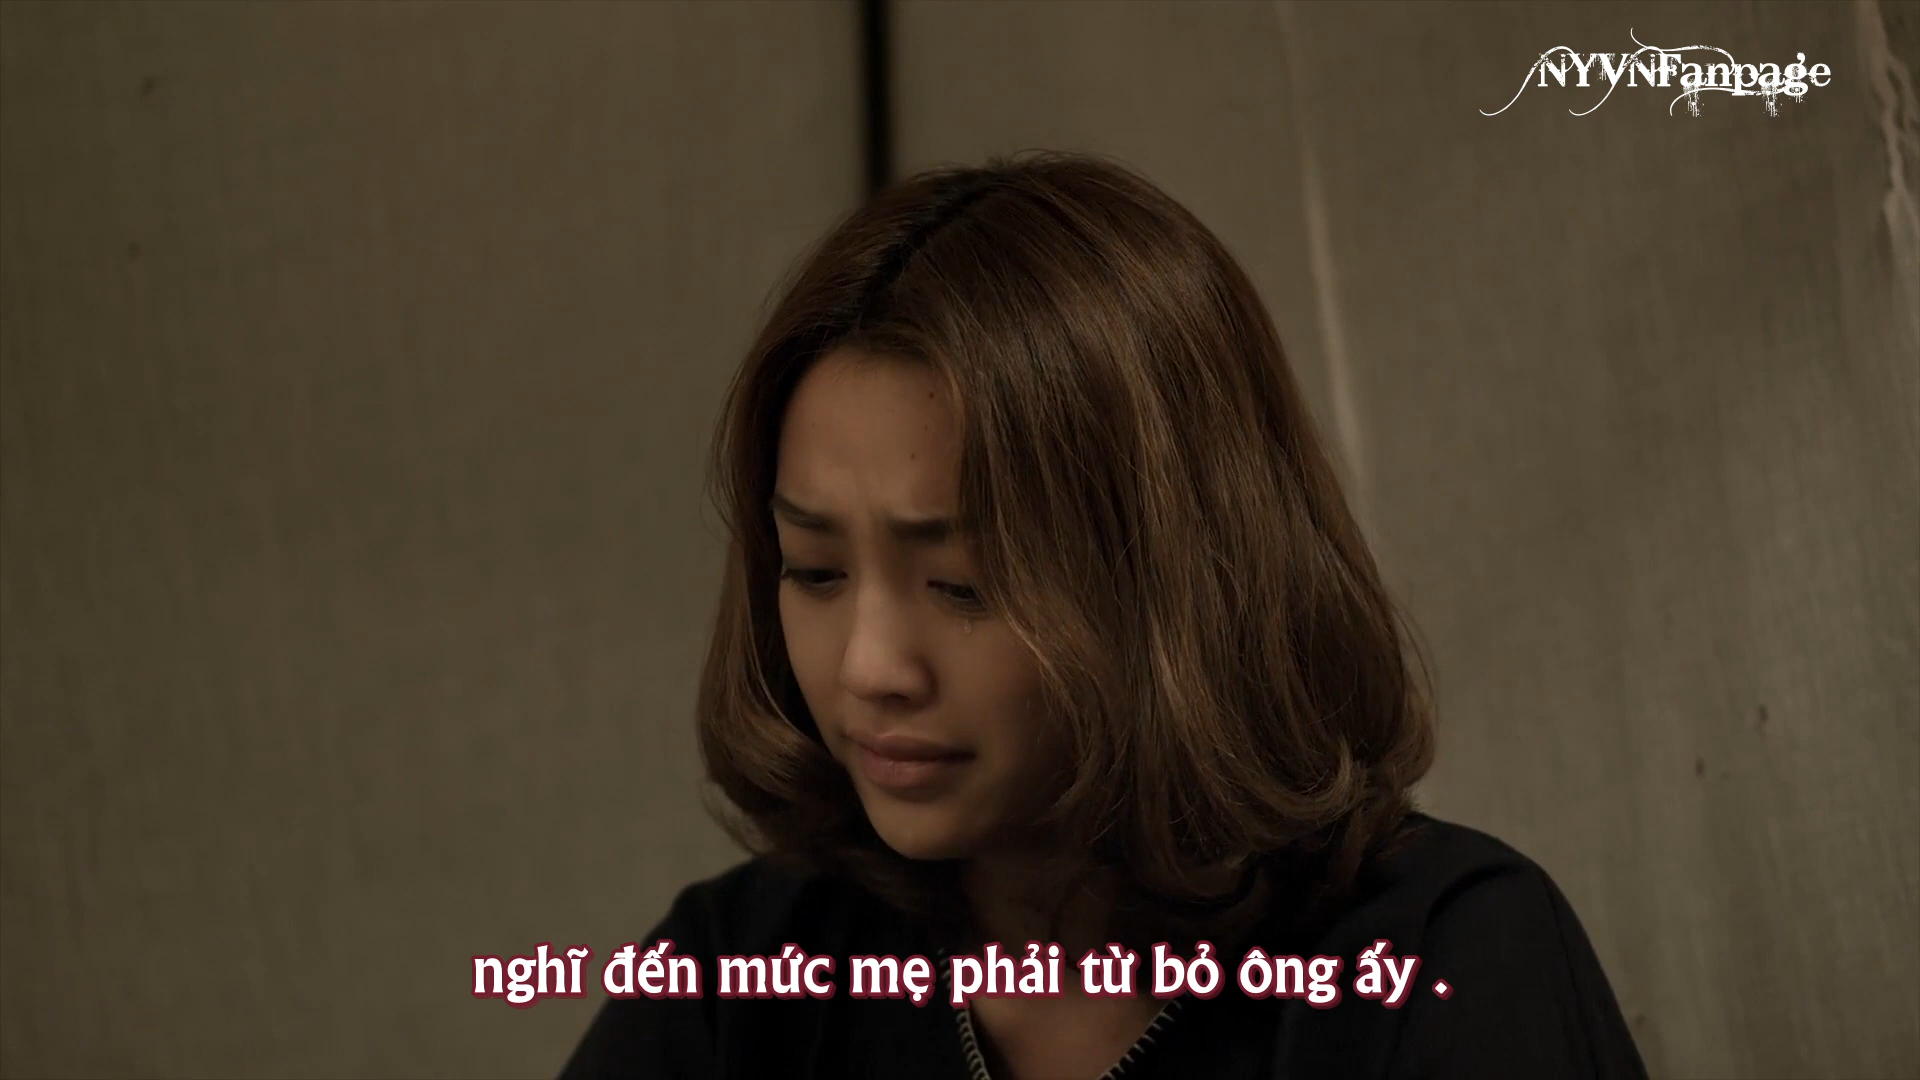 NYVNFanpage
nghĩ đến mức mẹ phải từ bỏ ông ấy .